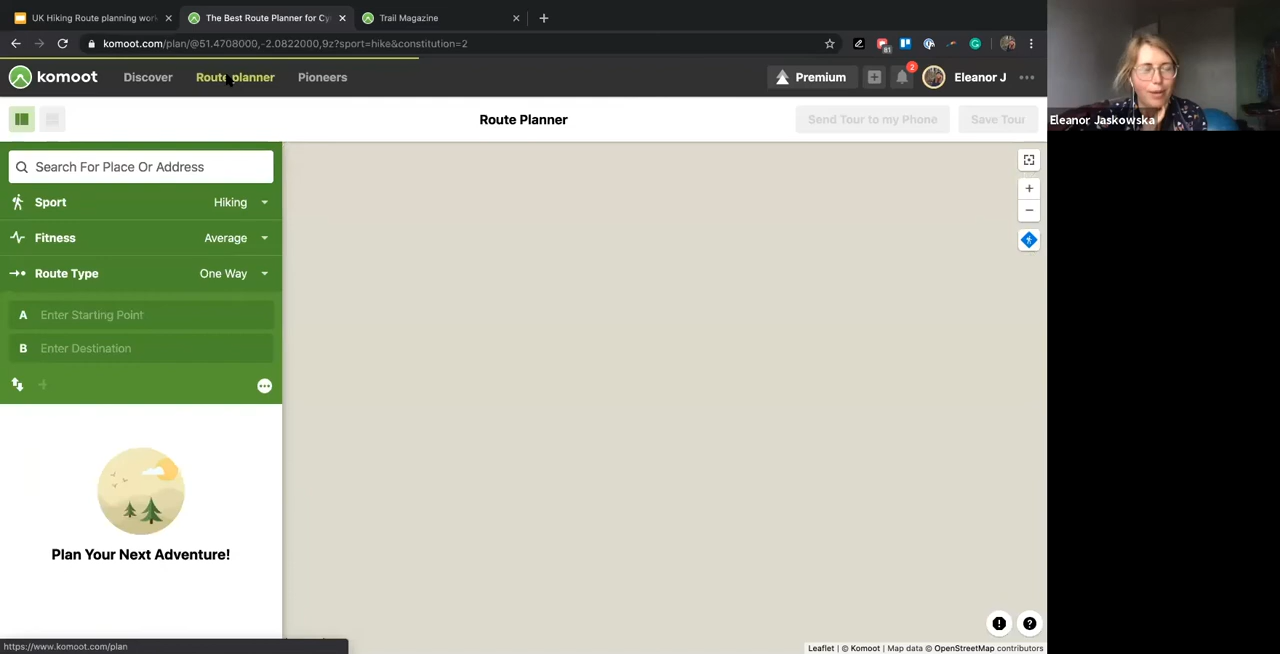 UK Hiking Route planning wor
The Best Route Planner for Cy
Trail Magazine
komoot.com/plan/@51.4708000,-2.0822000,9z?sport=hike&constitution=2
81
komoot
Discover
Route planner
Pioneers
Premium
2
Eleanor J
Route Planner
Send Tour to my Phone
Save Tour
Eleanor Jaskowska
Search For Place Or Address
Sport Hiking
Fitness Average
Route Type One Way
A Enter Starting Point
B Enter Destination
Plan Your Next Adventure!
https://www.komoot.com/plan
Leaflet | © Komoot | Map data © OpenStreetMap contributors